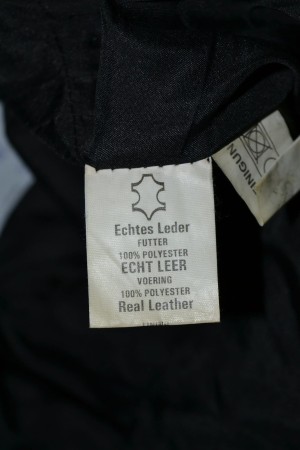 Echtes Leder
FUTTER
100% POLYESTER
ECHT LEER
VOERING
100% POLYESTER
Real Leather